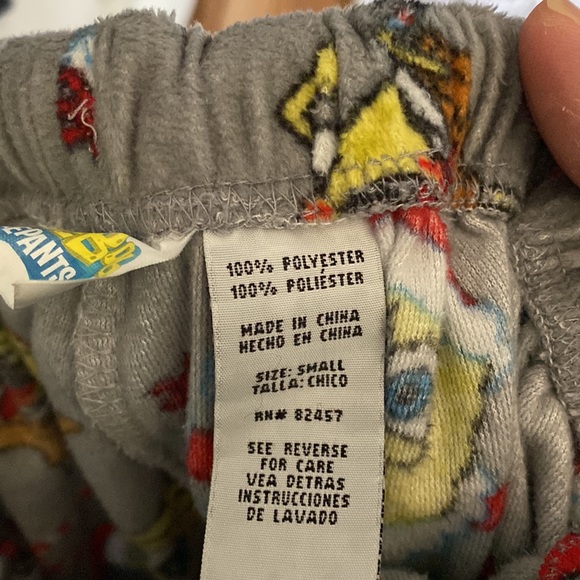 EPANTS
100% POLYESTER
100% POLIÉSTER
MADE IN CHINA
HECHO EN CHINA
SIZE: SMALL
TALLA: CHICO
RN# 82457
SEE REVERSE
FOR CARE
VEA DETRAS
INSTRUCCIONES
DE LAVADO